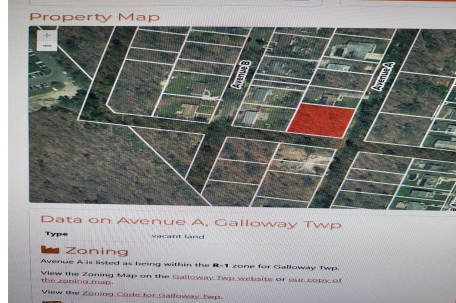 Property Map
+
−
Avenue B
Avenue A
Data on Avenue A, Galloway Twp
Type vacant land
Zoning
Avenue A is listed as being within the R-1 zone for Galloway Twp.
View the Zoning Map on the Galloway Twp website or our copy of
the zoning map.
View the Zoning Code for Galloway Twp.